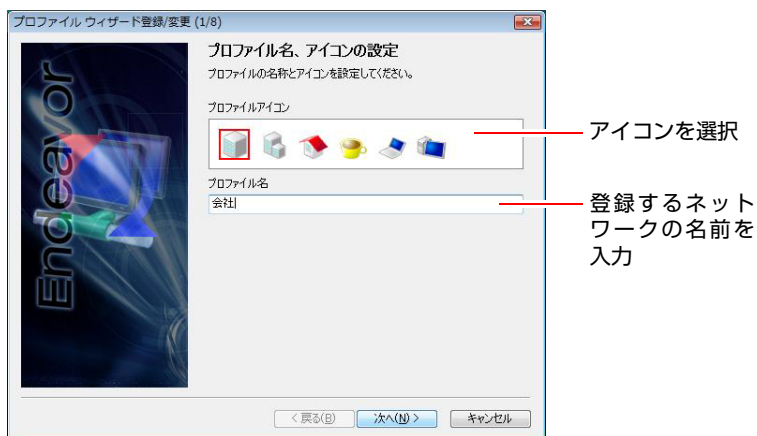 プロファイル ウィザード登録/変更 (1/8)
Endeavor
プロファイル名、アイコンの設定
プロファイルの名称とアイコンを設定してください。
プロファイルアイコン
アイコンを選択
プロファイル名
会社
登録するネット
ワークの名前を
入力
< 戻る(B)
次へ(N) >
キャンセル